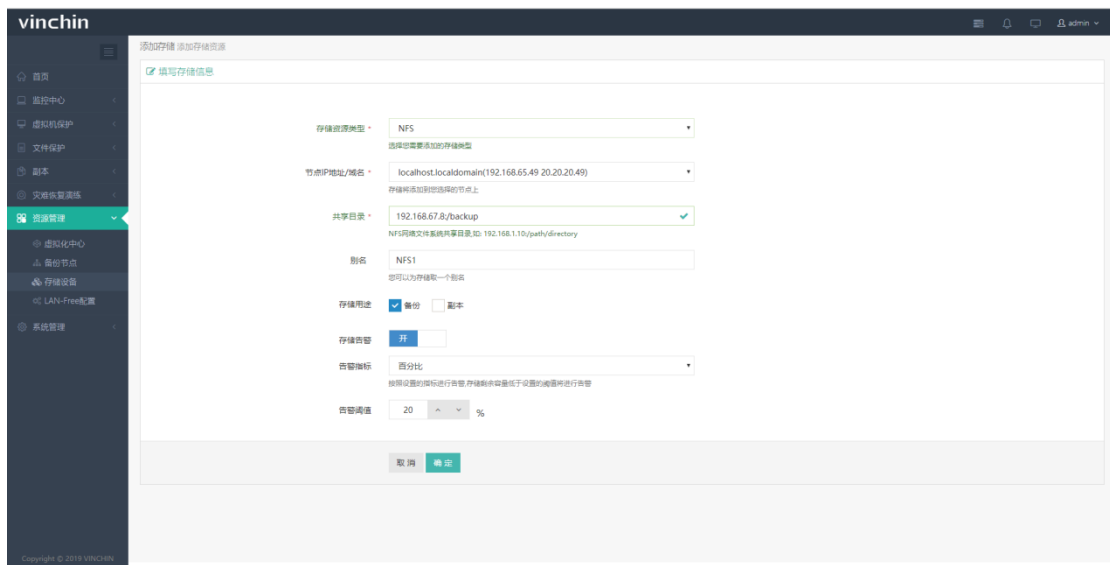 vinchin
admin
添加存储 添加存储资源
填写存储信息
首页
监控中心
虚拟机保护
文件保护
副本
灾难恢复演练
资源管理
虚拟化中心
备份节点
存储设备
LAN-Free配置
系统管理
存储资源类型 *
NFS
选择您需要添加的存储类型
节点IP地址/域名 *
localhost.localdomain(192.168.65.49 20.20.20.49)
存储将添加到您选择的节点上
共享目录 *
192.168.67.8:/backup
NFS网络文件系统共享目录,如: 192.168.1.10:/path/directory
别名
NFS1
您可以为存储取一个别名
存储用途
备份 副本
存储告警
开
告警指标
百分比
按照设置的指标进行告警,存储剩余容量低于设置的阈值将进行告警
告警阈值
20 %
取消 确定
Copyright © 2019 VINCHIN